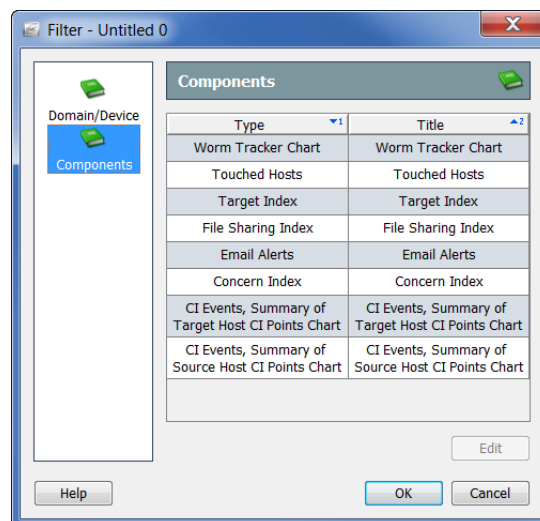 Filter - Untitled 0
Domain/Device
Components
Components
Type 1 Title 2
Worm Tracker Chart Worm Tracker Chart
Touched Hosts Touched Hosts
Target Index Target Index
File Sharing Index File Sharing Index
Email Alerts Email Alerts
Concern Index Concern Index
CI Events, Summary of CI Events, Summary of
Target Host CI Points Chart Target Host CI Points Chart
CI Events, Summary of CI Events, Summary of
Source Host CI Points Chart Source Host CI Points Chart
Edit
Help OK Cancel